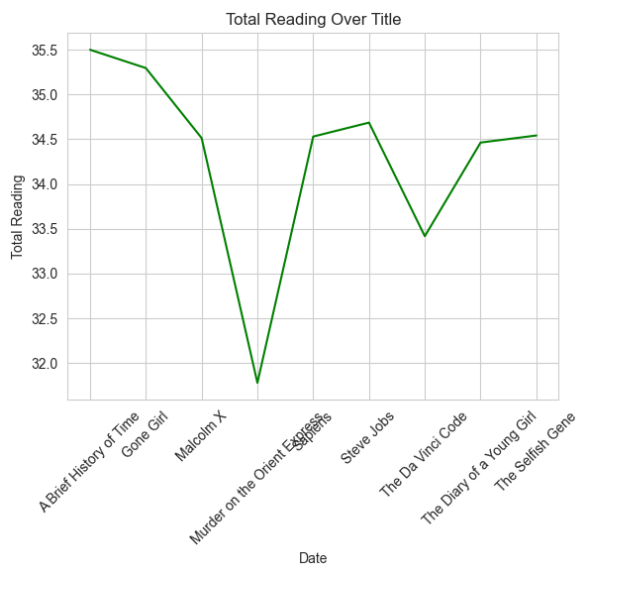 Total Reading Over Title
Total Reading
35.5
35.0
34.5
34.0
33.5
33.0
32.5
32.0
A Brief History of Time
Gone Girl
Malcolm X
Murder on the Orient Express
Sapiens
Steve Jobs
The Da Vinci Code
The Diary of a Young Girl
The Selfish Gene
Date